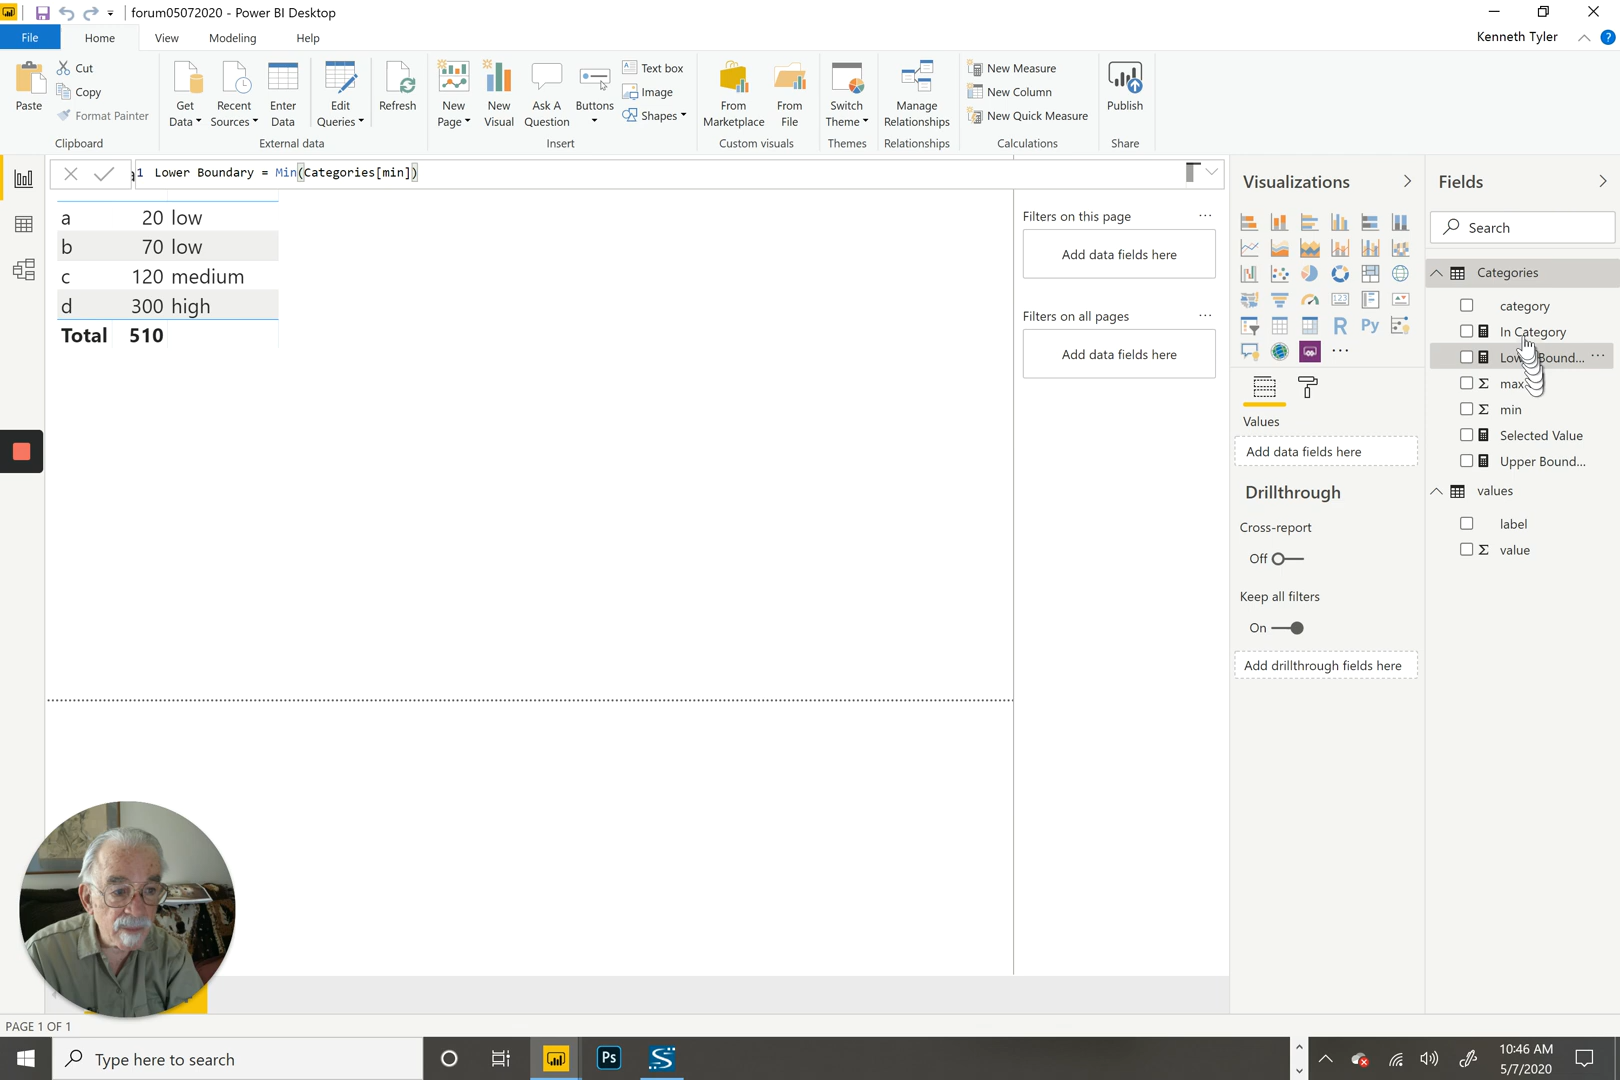 forum05072020 - Power BI Desktop
File
Home
View
Modeling
Help
Kenneth Tyler
?
Paste
Cut
Copy
Format Painter
Clipboard
Get Data
Recent Sources
Enter Data
Edit Queries
Refresh
External data
New Page
New Visual
Ask A Question
Buttons
Text box
Image
Shapes
Insert
From Marketplace
From File
Custom visuals
Switch Theme
Themes
Manage Relationships
Relationships
New Measure
New Column
New Quick Measure
Calculations
Publish
Share
1 Lower Boundary = Min(Categories[min])
a 20 low
b 70 low
c 120 medium
d 300 high
Total 510
Filters on this page
Add data fields here
Filters on all pages
Add data fields here
Visualizations
R
Py
Values
Add data fields here
Drillthrough
Cross-report
Off
Keep all filters
On
Add drillthrough fields here
Fields
Search
Categories
category
In Category
max
min
Selected Value
Upper Bound...
values
label
value
PAGE 1 OF 1
Type here to search
Ps
10:46 AM
5/7/2020